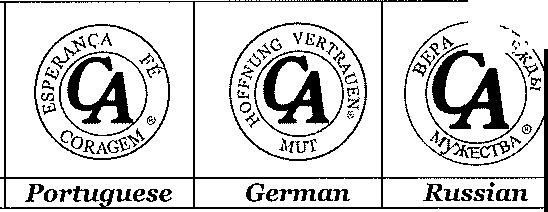 ESPERANÇA FÉ
CA
CORAGEM ®
HOFFNUNG VERTRAUEN®
CA
MUT
ВЕРА
CA
МУЖЕСТВА ®
Portuguese German Russian